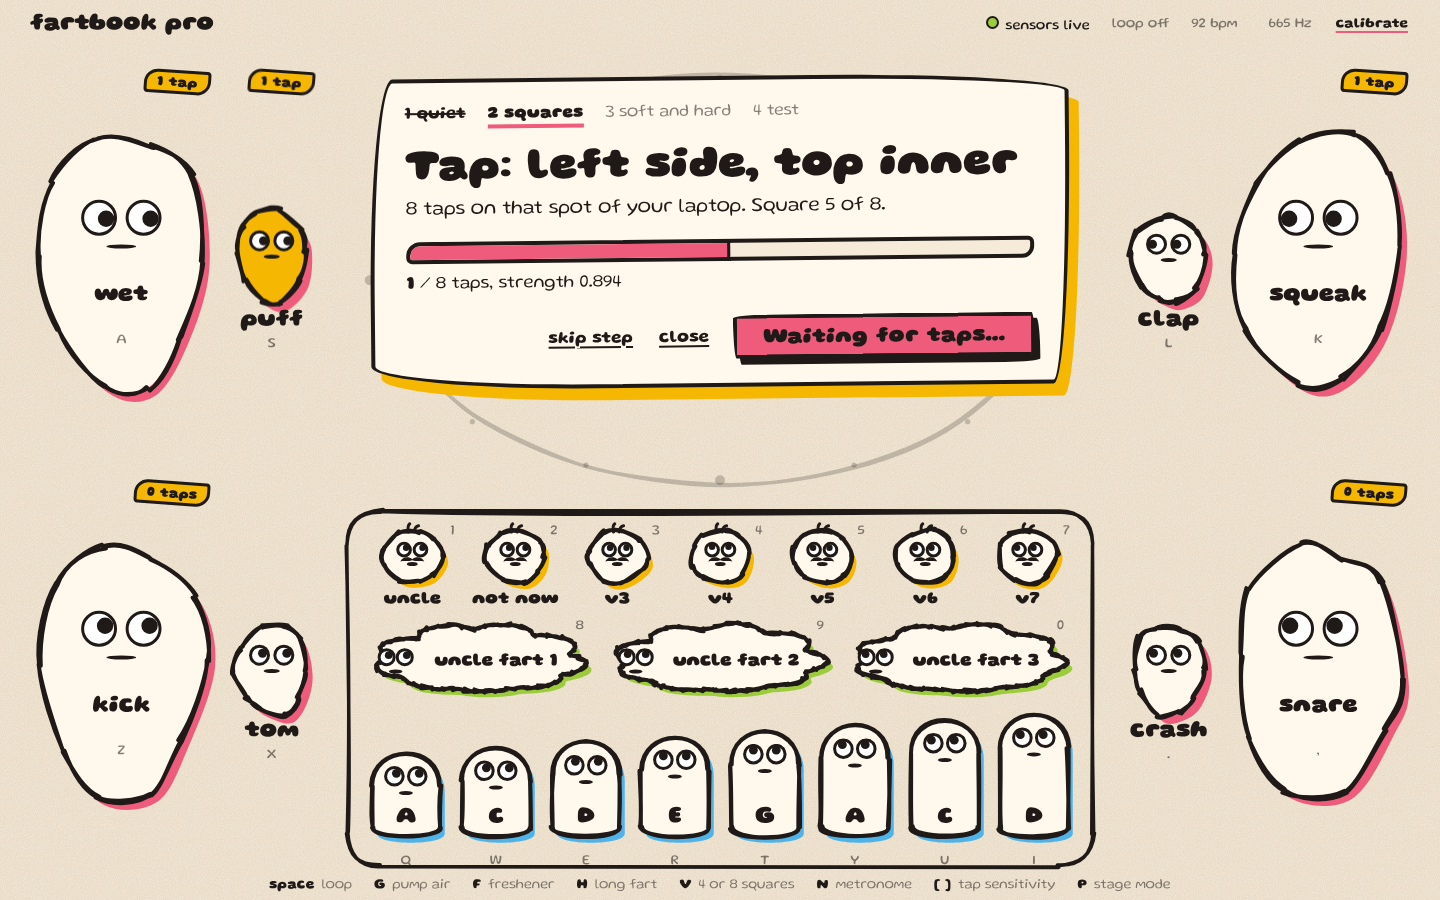 fartbook pro
sensors live loop off 92 bpm 665 Hz calibrate
1 tap
1 tap
1 tap
1 quiet 2 squares 3 soft and hard 4 test
Tap: left side, top inner
8 taps on that spot of your laptop. Square 5 of 8.
1 / 8 taps, strength 0.894
skip step close Waiting for taps...
wet
A
puff
S
clap
L
squeak
K
0 taps
0 taps
kick
Z
tom
X
crash
.
snare
,
1 2 3 4 5 6 7
uncle not now v3 v4 v5 v6 v7
8 9 0
uncle fart 1 uncle fart 2 uncle fart 3
A C D E G A C D
Q W E R T Y U I
space loop G pump air F freshener H long fart V 4 or 8 squares N metronome [ ] tap sensitivity P stage mode